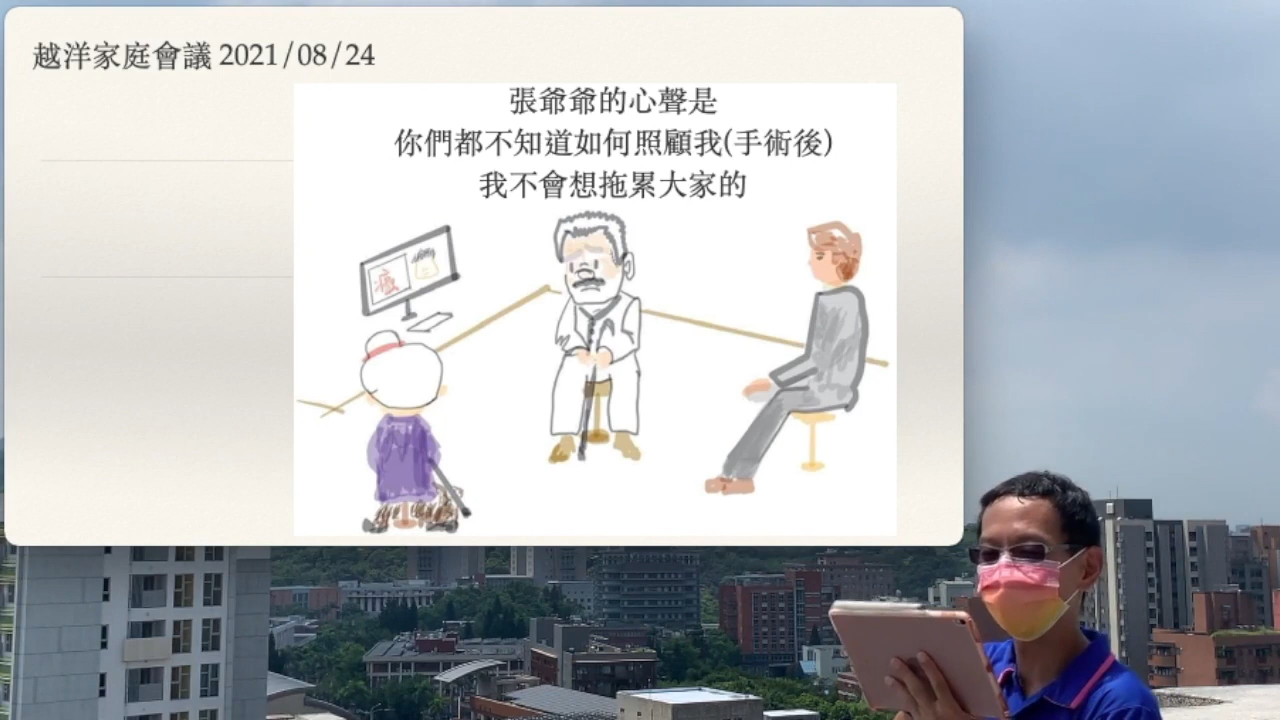 越洋家庭會議 2021/08/24
張爺爺的心聲是
你們都不知道如何照顧我(手術後)
我不會想拖累大家的